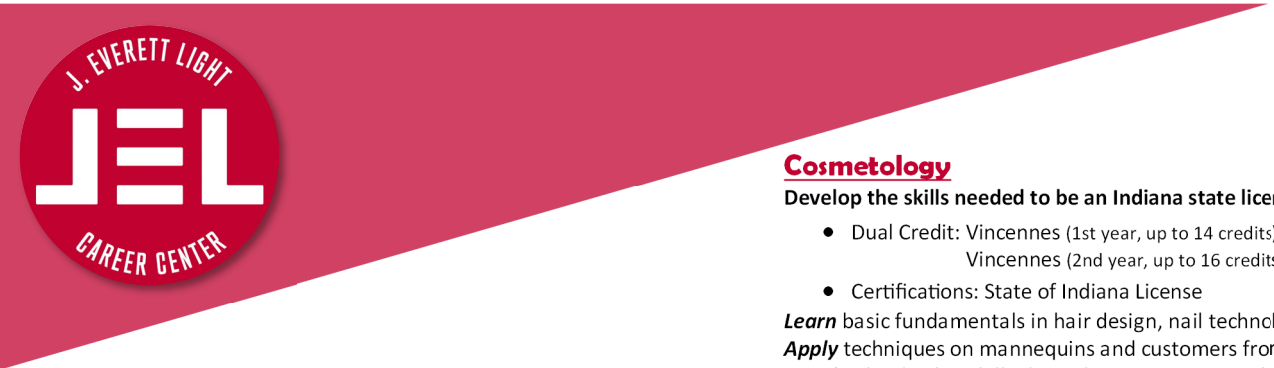 J. EVERETT LIGHT
JEL
CAREER CENTER
Cosmetology
Develop the skills needed to be an Indiana state
• Dual Credit: Vincennes (1st year, up to 14 credits)
Vincennes (2nd year, up to 16 credits
• Certifications: State of Indiana License
Learn basic fundamentals in hair design, nail
Apply techniques on mannequins and customers